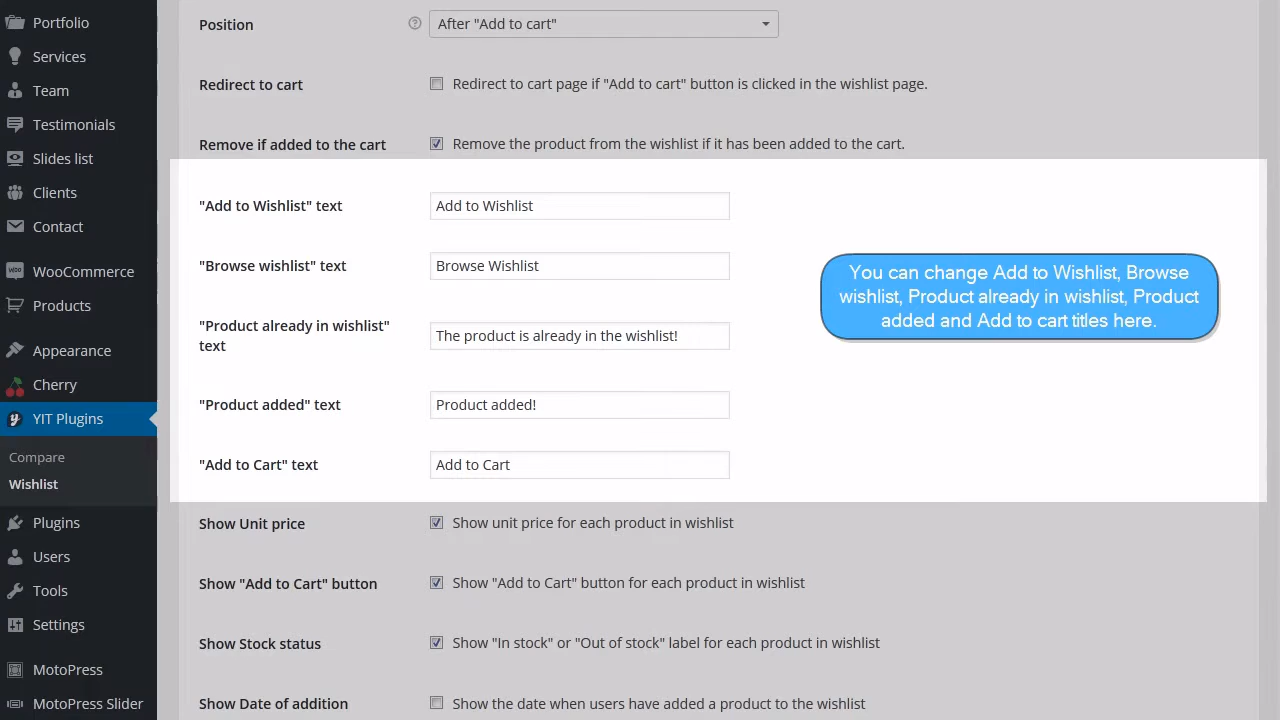 Portfolio
Services
Team
Testimonials
Slides list
Clients
Contact
WooCommerce
Products
Appearance
Cherry
YIT Plugins
Compare
Wishlist
Plugins
Users
Tools
Settings
MotoPress
MotoPress Slider
Position
After "Add to cart"
Redirect to cart
Redirect to cart page if "Add to cart" button is clicked in the wishlist page.
Remove if added to the cart
Remove the product from the wishlist if it has been added to the cart.
"Add to Wishlist" text
Add to Wishlist
"Browse wishlist" text
Browse Wishlist
"Product already in wishlist"
text
The product is already in the wishlist!
"Product added" text
Product added!
"Add to Cart" text
Add to Cart
You can change Add to Wishlist, Browse
wishlist, Product already in wishlist, Product
added and Add to cart titles here.
Show Unit price
Show unit price for each product in wishlist
Show "Add to Cart" button
Show "Add to Cart" button for each product in wishlist
Show Stock status
Show "In stock" or "Out of stock" label for each product in wishlist
Show Date of addition
Show the date when users have added a product to the wishlist